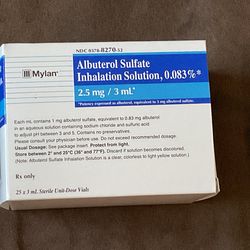 NDC 0378-8270-52
Mylan®
Albuterol Sulfate
Inhalation Solution, 0.083%*
2.5 mg / 3 mL*
*Potency expressed as albuterol, equivalent to 3 mg albuterol sulfate.
Each mL contains 1 mg albuterol sulfate, equivalent to 0.83 mg albuterol
in an aqueous solution containing sodium chloride and sulfuric acid
to adjust pH between 3 and 5. Contains no preservatives.
Please consult your physician before use. Do not exceed recommended dosage.
Usual Dosage: See package insert. Protect from light.
Store between 2° and 25°C (36° and 77°F). Discard if solution becomes discolored.
(Note: Albuterol Sulfate Inhalation Solution is a clear, colorless to light yellow solution.)
Rx only
25 x 3 mL Sterile Unit-Dose Vials